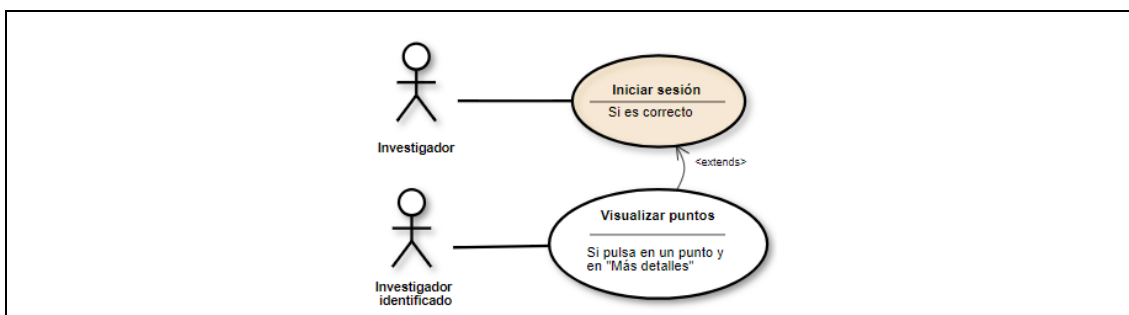 Iniciar sesión
Si es correcto
Investigador
<extends>
Visualizar puntos
Si pulsa en un punto y
en "Más detalles"
Investigador
identificado